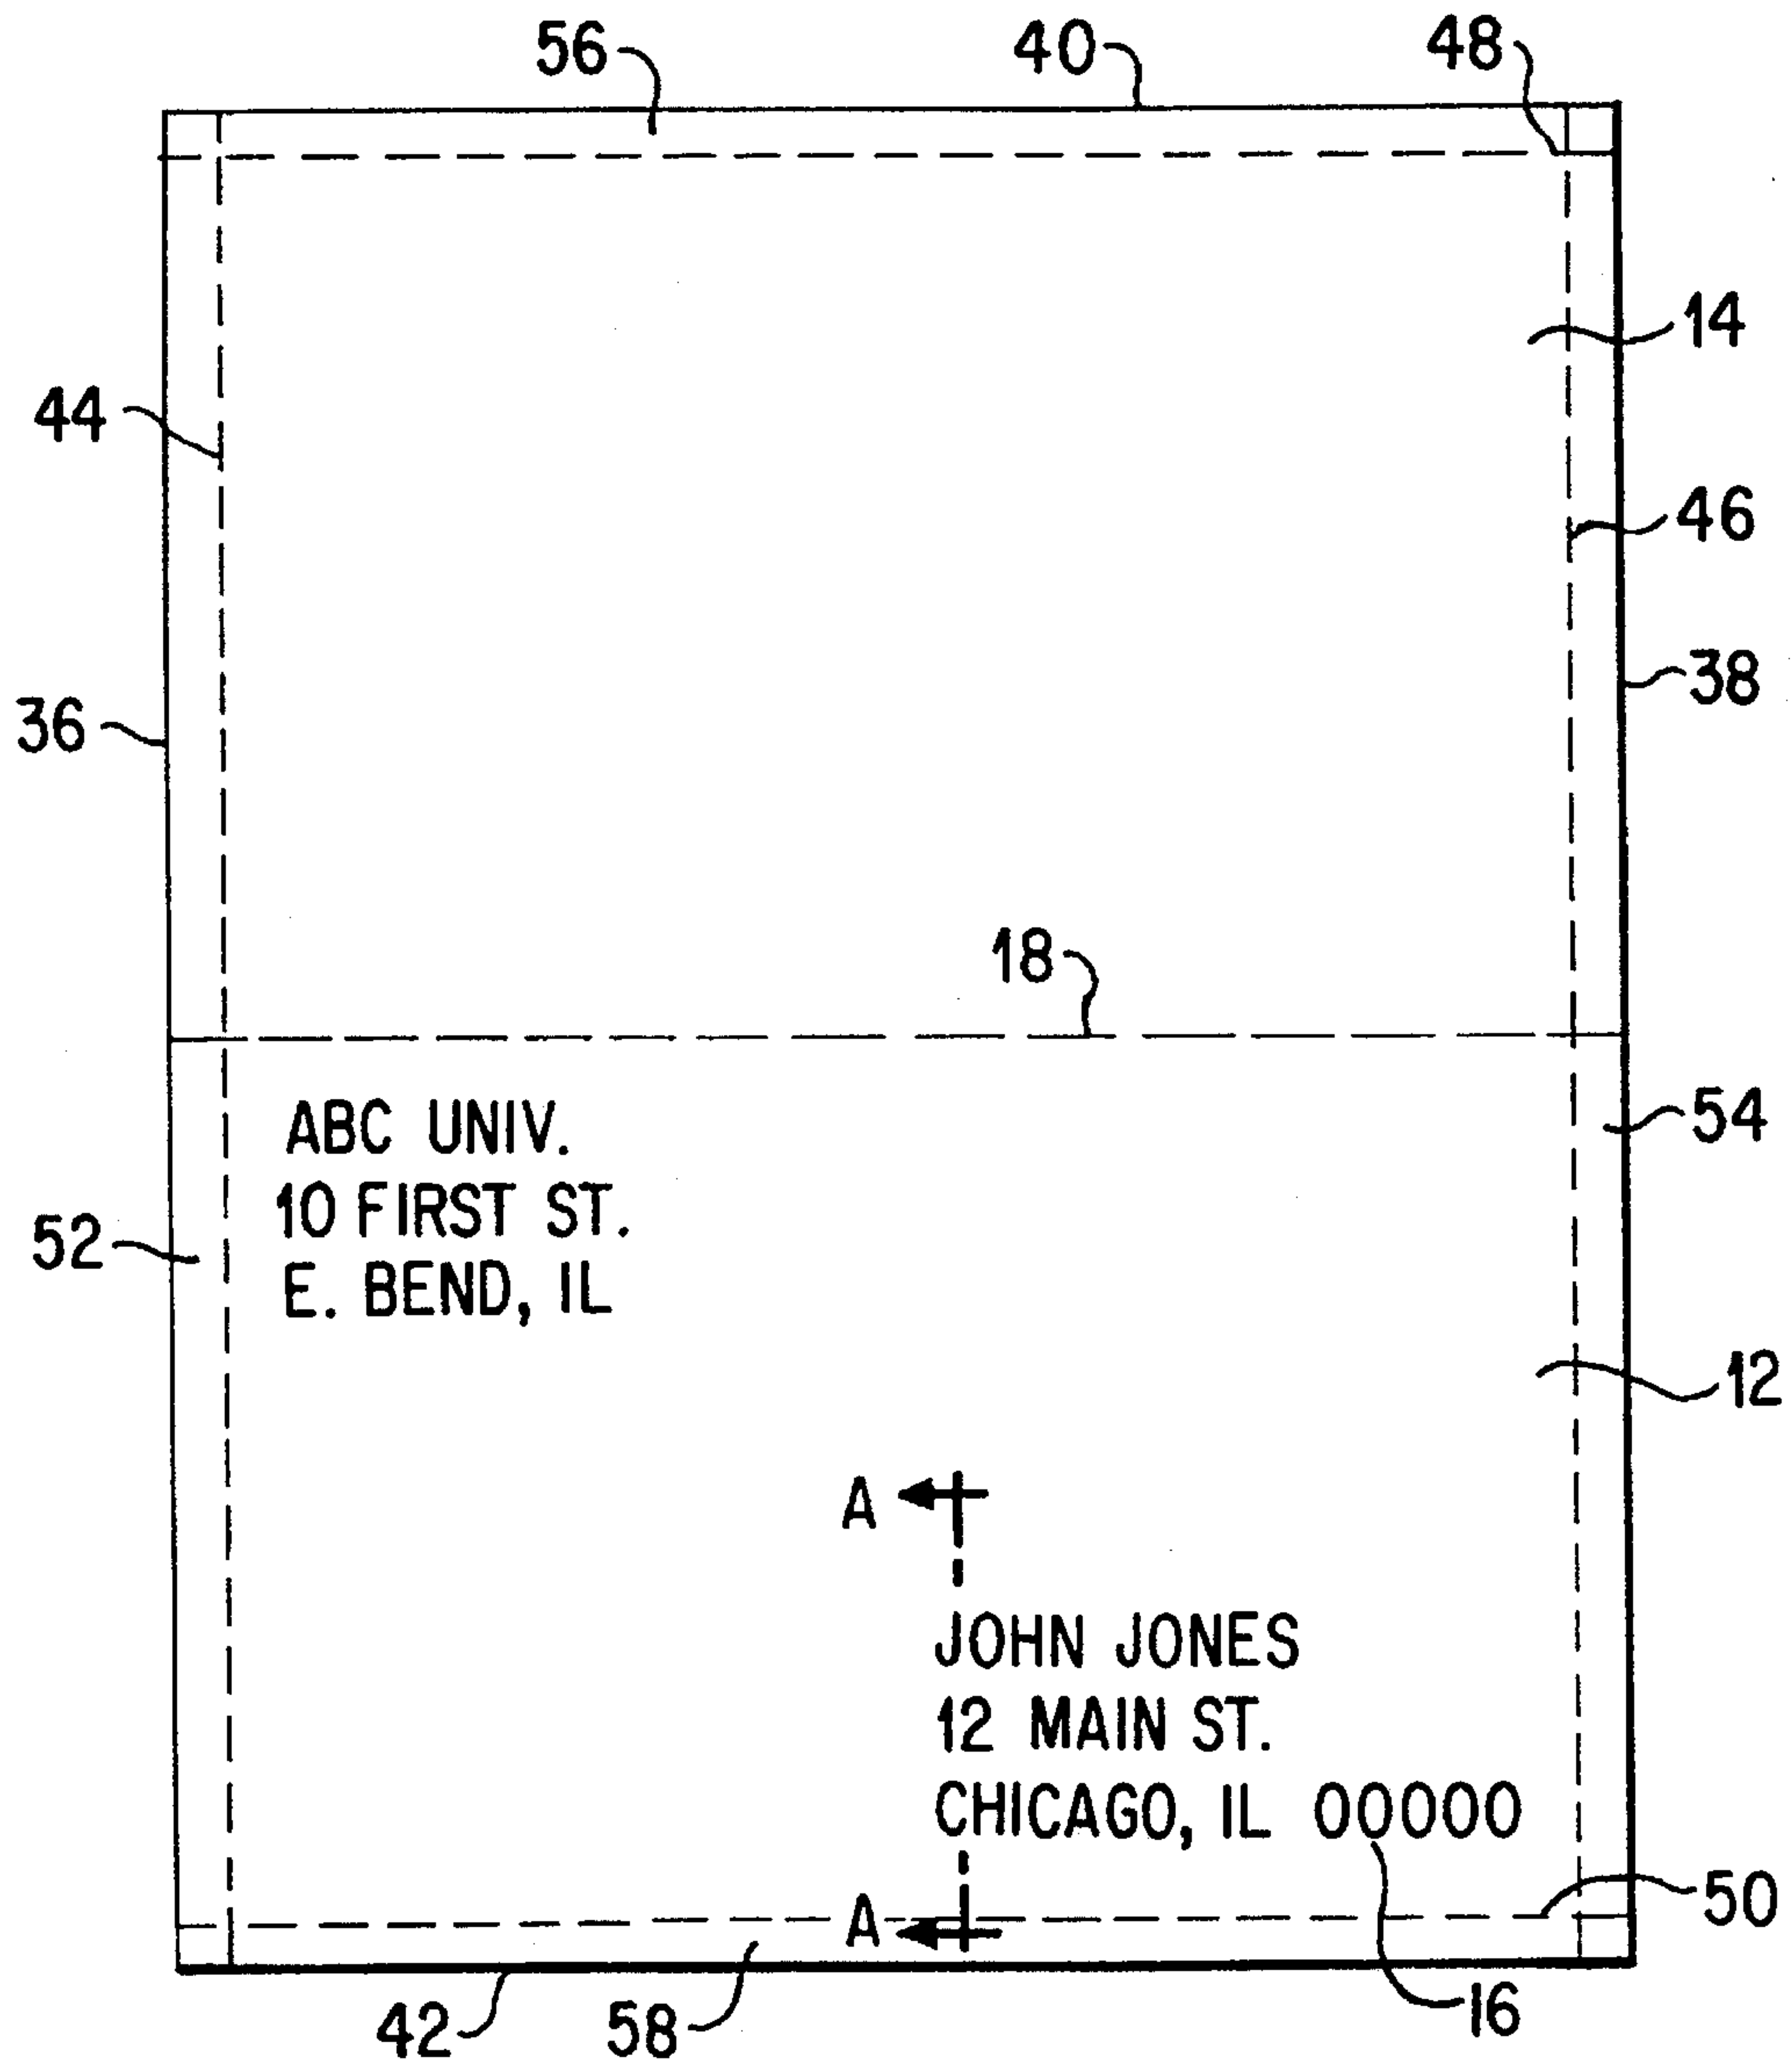 56 40 48
14
44
46
38
36
18
ABC UNIV.
10 FIRST ST.
E. BEND, IL
54
52
12
A
JOHN JONES
12 MAIN ST.
CHICAGO, IL 00000
50
A
16
42 58